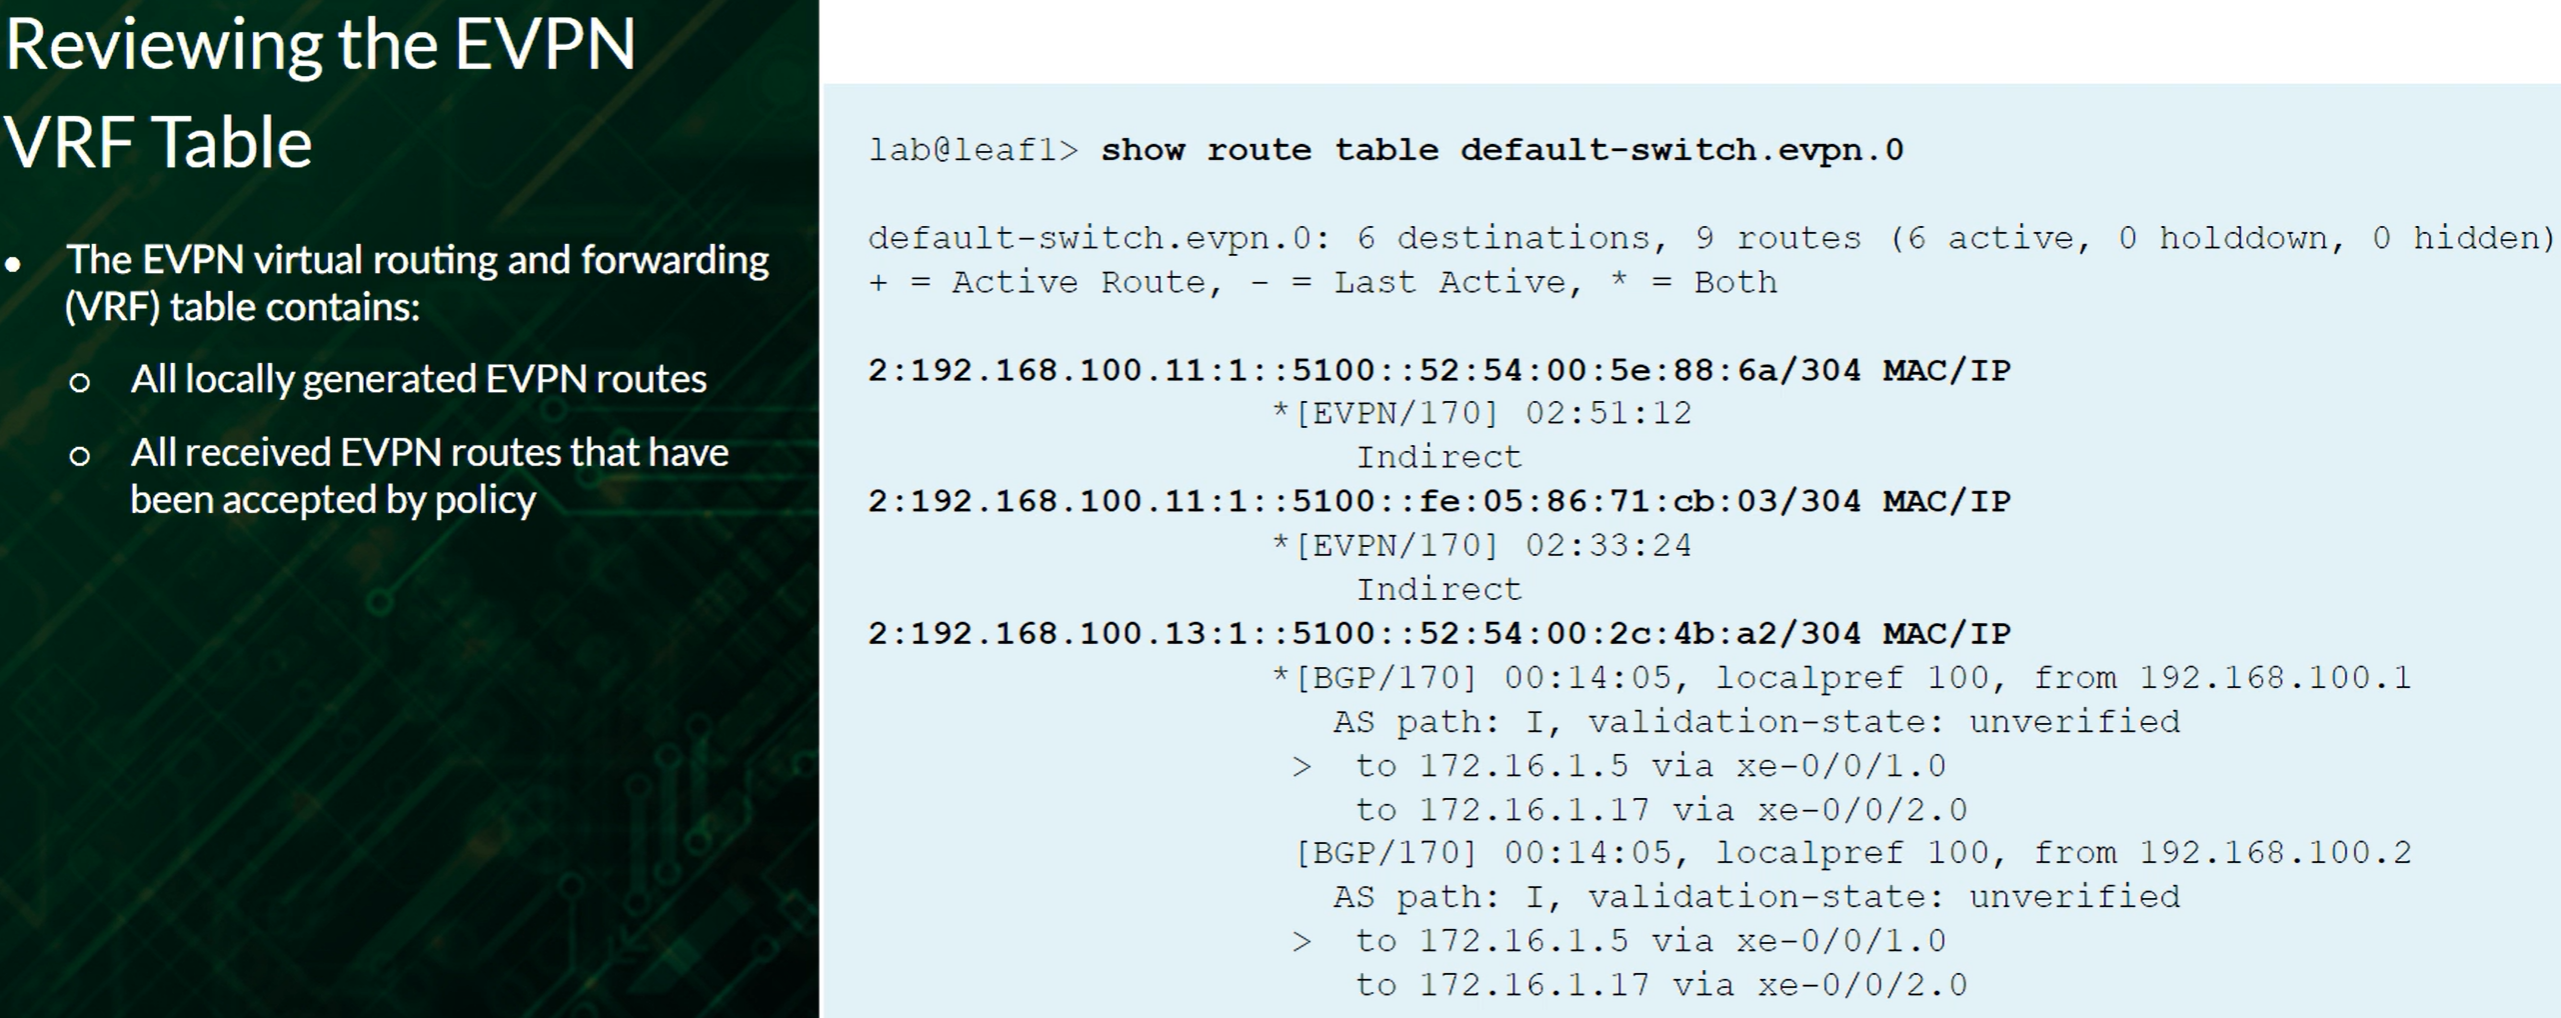 Reviewing the EVPN
VRF Table
• The EVPN virtual routing and forwarding
(VRF) table contains:
o All locally generated EVPN routes
o All received EVPN routes that have
been accepted by policy
lab@leaf1> show route table default-switch.evpn.0
default-switch.evpn.0: 6 destinations, 9 routes (6 active, 0 holddown, 0 hidden)
+ = Active Route, - = Last Active, * = Both
2:192.168.100.11:1::5100::52:54:00:5e:88:6a/304 MAC/IP
*[EVPN/170] 02:51:12
Indirect
2:192.168.100.11:1::5100::fe:05:86:71:cb:03/304 MAC/IP
*[EVPN/170] 02:33:24
Indirect
2:192.168.100.13:1::5100::52:54:00:2c:4b:a2/304 MAC/IP
*[BGP/170] 00:14:05, localpref 100, from 192.168.100.1
AS path: I, validation-state: unverified
> to 172.16.1.5 via xe-0/0/1.0
to 172.16.1.17 via xe-0/0/2.0
[BGP/170] 00:14:05, localpref 100, from 192.168.100.2
AS path: I, validation-state: unverified
> to 172.16.1.5 via xe-0/0/1.0
to 172.16.1.17 via xe-0/0/2.0